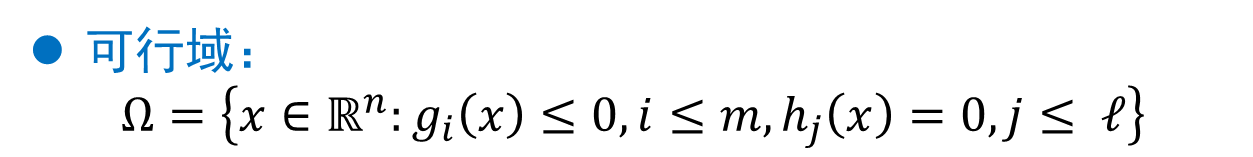 ● 可行域：
Ω = {x ∈ ℝⁿ: gᵢ(x) ≤ 0, i ≤ m, hⱼ(x) = 0, j ≤ ℓ}